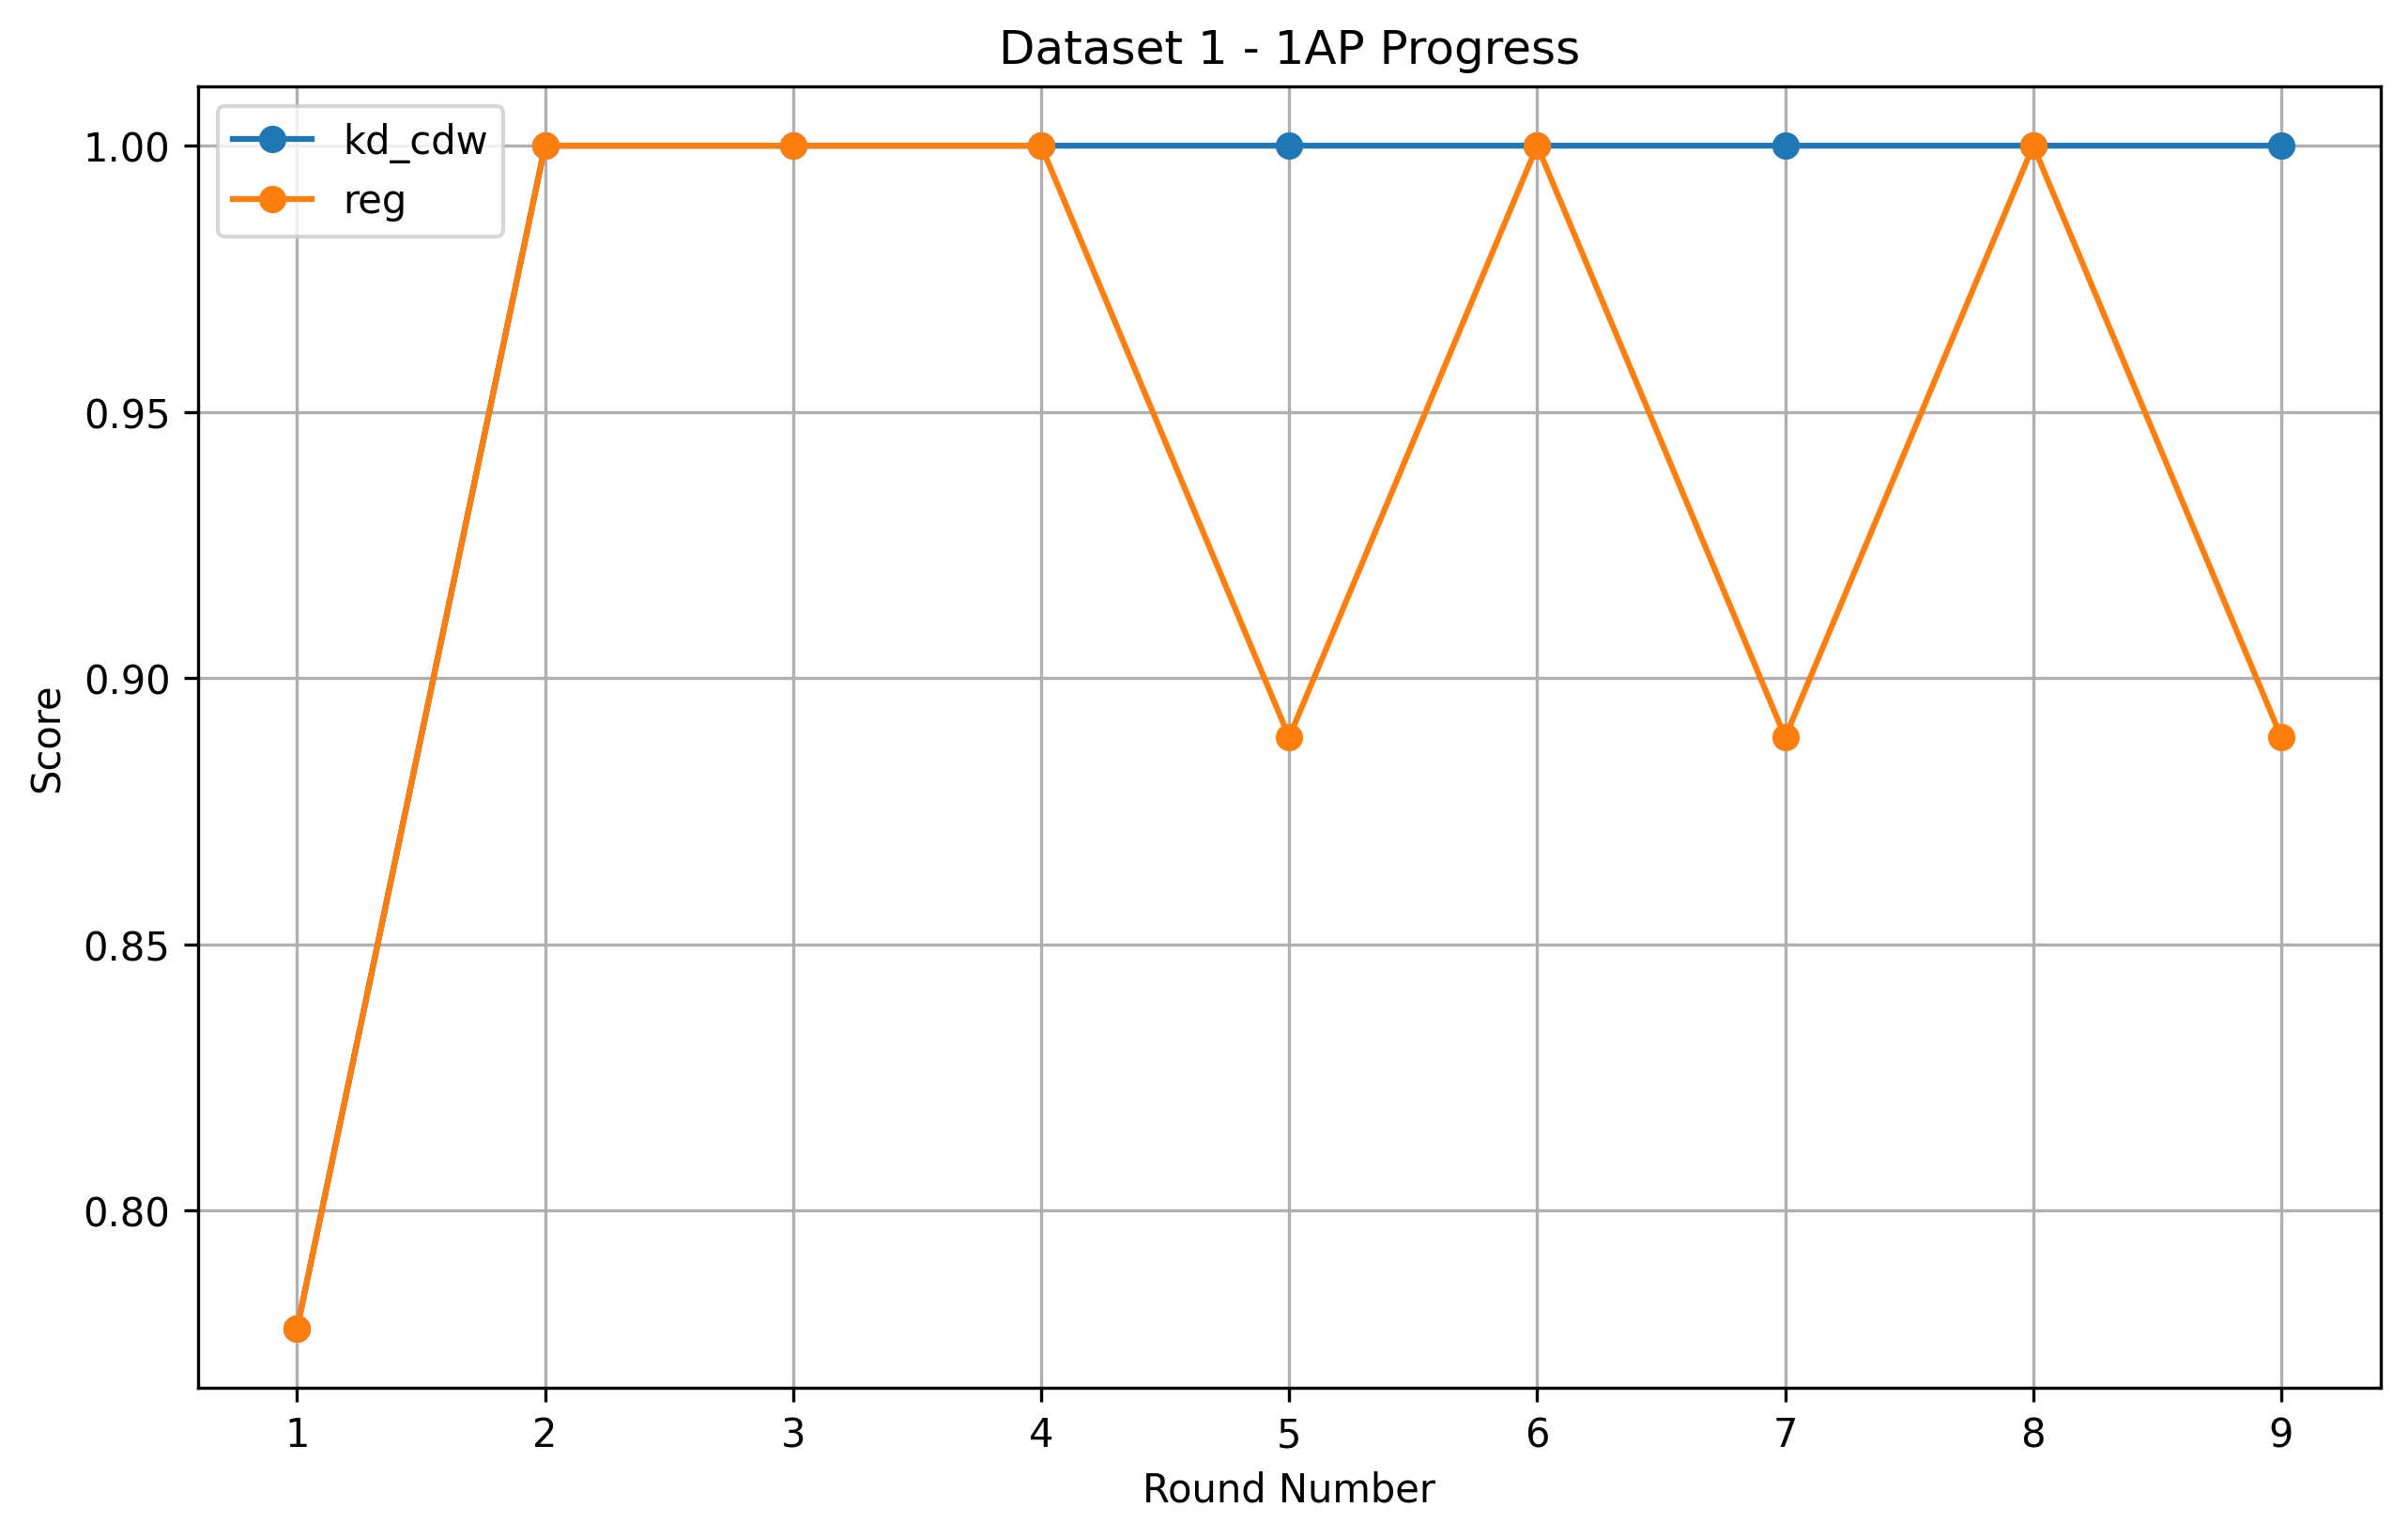 Dataset 1 - 1AP Progress
kd_cdw
reg
1.00
0.95
0.90
0.85
0.80
Score
1 2 3 4 5 6 7 8 9
Round Number